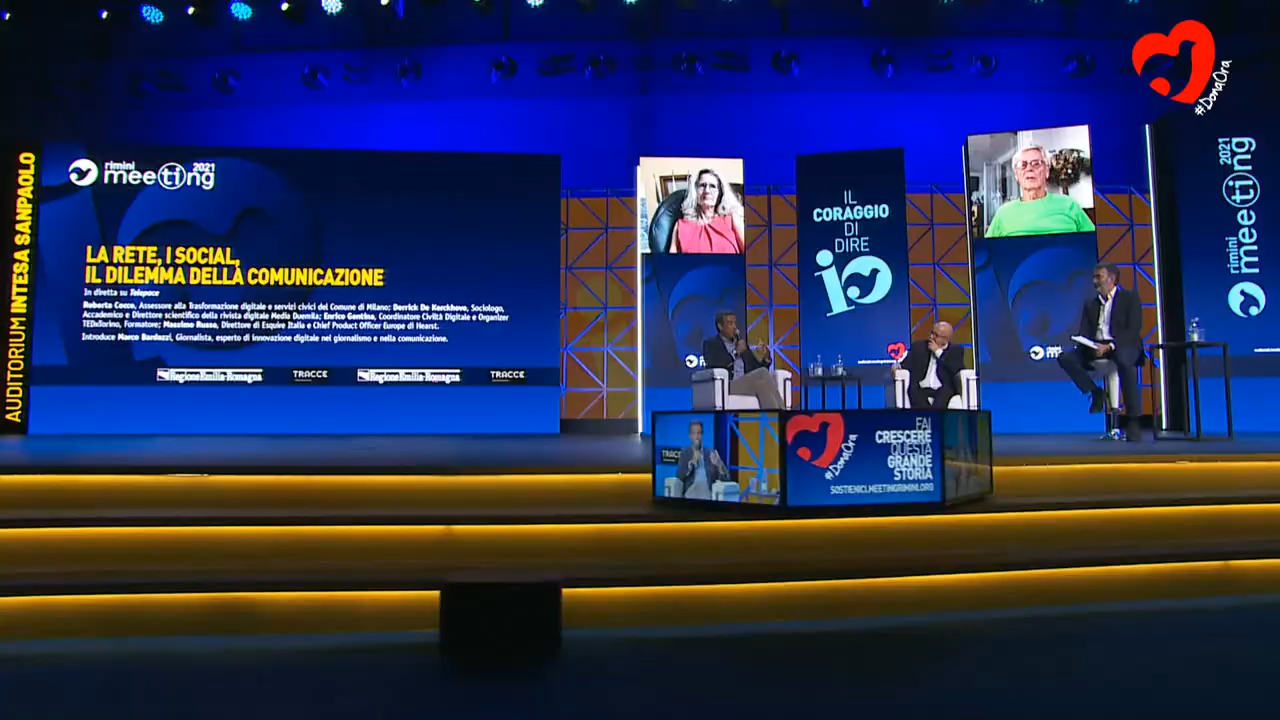 #DonaOra
AUDITORIUM INTESA SANPAOLO
rimini
meeting
2021
LA RETE, I SOCIAL,
IL DILEMMA DELLA COMUNICAZIONE
In diretta su Telepace
Roberta Cocco, Assessore alla Trasformazione digitale e servizi civici del Comune di Milano; Derrick De Kerckhove, Sociologo,
Accademico e Direttore scientifico della rivista digitale Media Duemila; Enrico Gentina, Coordinatore Civiltà Digitale e Organizer
TEDxTorino, Formatore; Massimo Russo, Direttore di Esquire Italia e Chief Product Officer Europe di Hearst.
Introduce Marco Bardazzi, Giornalista, esperto di innovazione digitale nel giornalismo e nella comunicazione.
RegioneEmilia-Romagna
TRACCE
RegioneEmilia-Romagna
TRACCE
IL
CORAGGIO
DI
DIRE
io
rimini
meeting
2021
mee
mee
TRACCE
#DonaOra
FAI
CRESCERE
QUESTA
GRANDE
STORIA
SOSTIENICI.MEETINGRIMINI.ORG